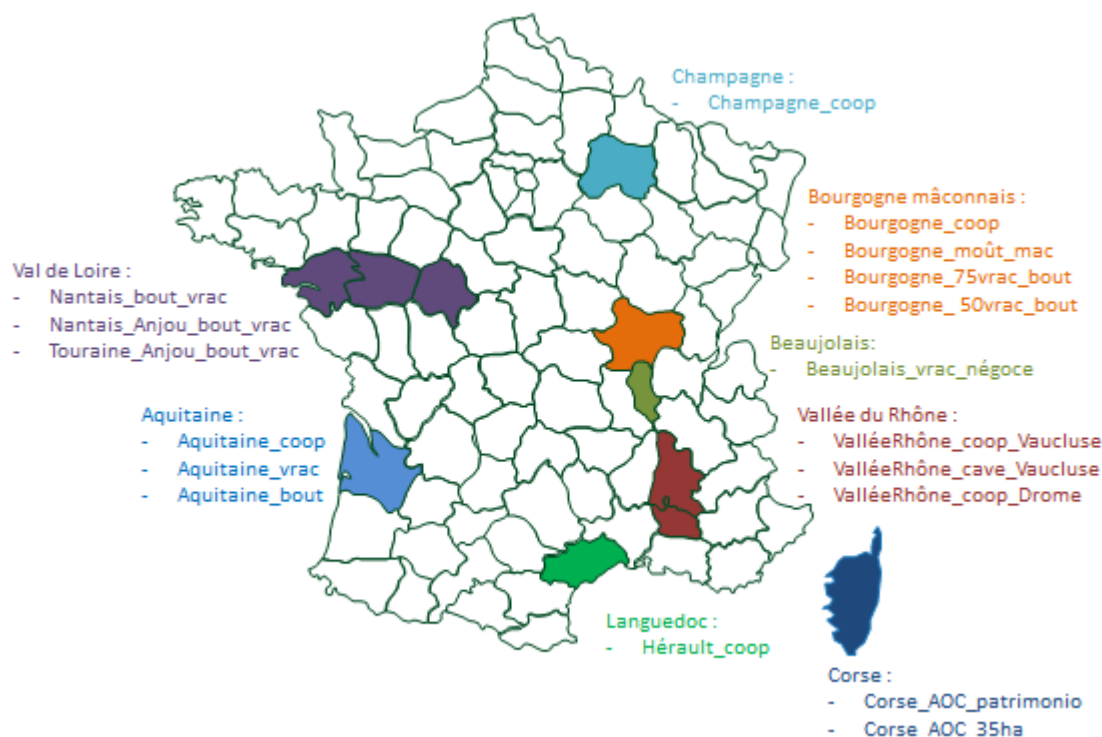 Champagne :
- Champagne_coop
Bourgogne mâconnais :
- Bourgogne_coop
- Bourgogne_moût_mac
- Bourgogne_75vrac_bout
- Bourgogne_ 50vrac_bout
Val de Loire :
- Nantais_bout_vrac
- Nantais_Anjou_bout_vrac
- Touraine_Anjou_bout_vrac
Beaujolais:
- Beaujolais_vrac_négoce
Aquitaine :
- Aquitaine_coop
- Aquitaine_vrac
- Aquitaine_bout
Vallée du Rhône :
- ValléeRhône_coop_Vaucluse
- ValléeRhône_cave_Vaucluse
- ValléeRhône_coop_Drome
Languedoc :
- Hérault_coop
Corse :
- Corse_AOC_patrimonio
- Corse_AOC_35ha